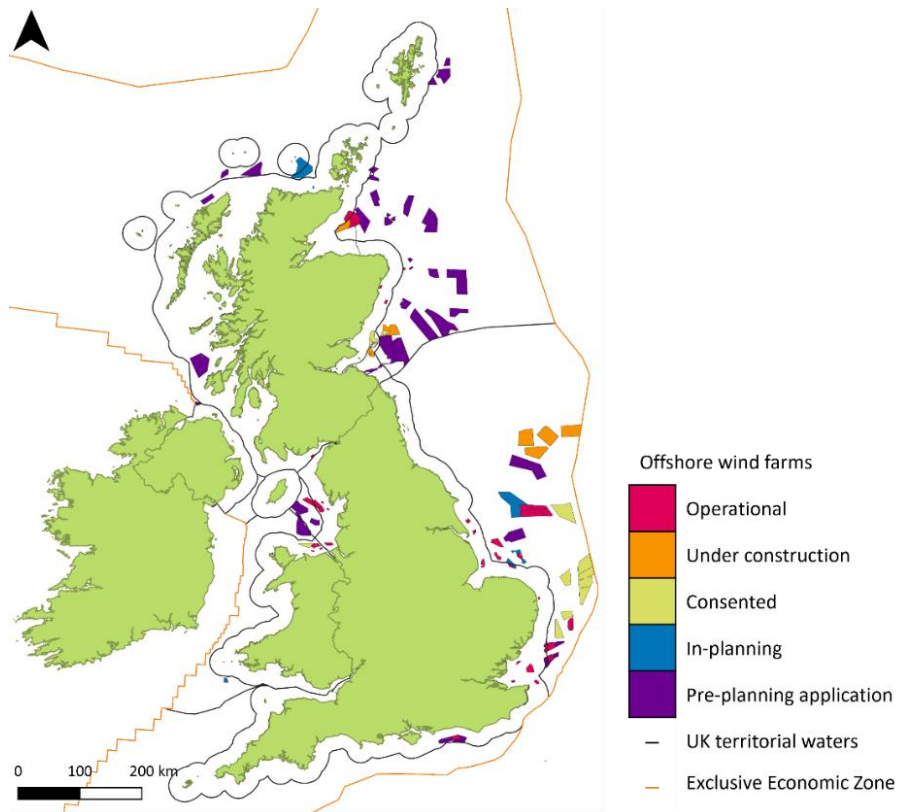 Offshore wind farms
Operational
Under construction
Consented
In-planning
Pre-planning application
UK territorial waters
Exclusive Economic Zone
0 100 200 km